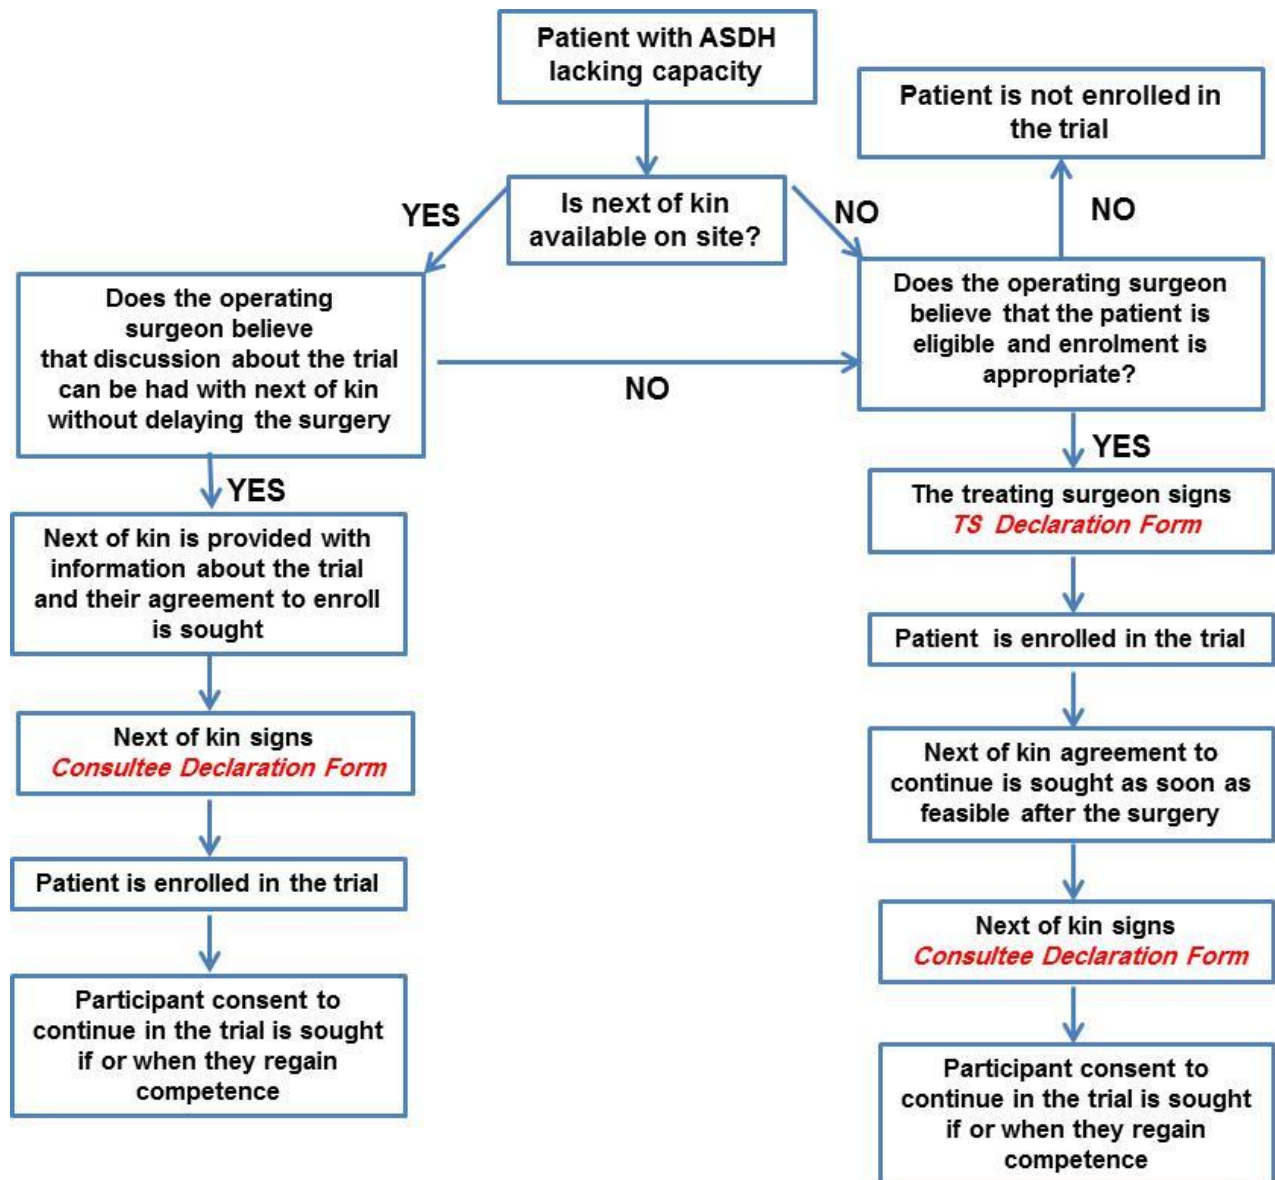 Patient with ASDH
lacking capacity
Patient is not enrolled in
the trial
YES
Is next of kin
available on site?
NO
NO
Does the operating
surgeon believe
that discussion about the trial
can be had with next of kin
without delaying the surgery
Does the operating surgeon
believe that the patient is
eligible and enrolment is
appropriate?
NO
YES
YES
Next of kin is provided with
information about the trial
and their agreement to enroll
is sought
The treating surgeon signs
TS Declaration Form
Patient is enrolled in the trial
Next of kin signs
Consultee Declaration Form
Next of kin agreement to
continue is sought as soon as
feasible after the surgery
Patient is enrolled in the trial
Next of kin signs
Consultee Declaration Form
Participant consent to
continue in the trial is sought
if or when they regain
competence
Participant consent to
continue in the trial is sought
if or when they regain
competence